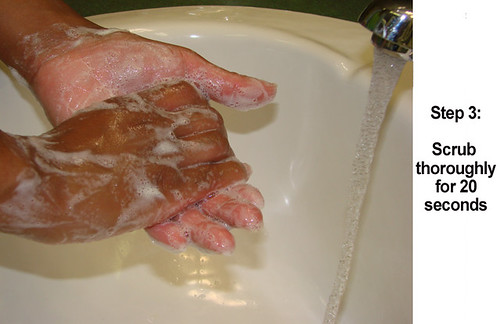 Step 3:
Scrub
thoroughly
for 20
seconds